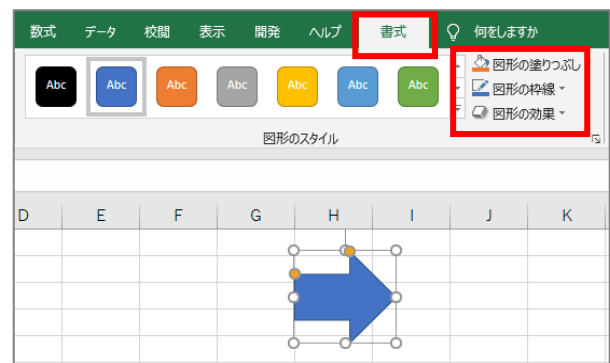 数式 データ 校閲 表示 開発 ヘルプ 書式 何をしますか
Abc Abc Abc Abc Abc Abc Abc
図形の塗りつぶし
図形の枠線
図形の効果
図形のスタイル
D E F G H I J K